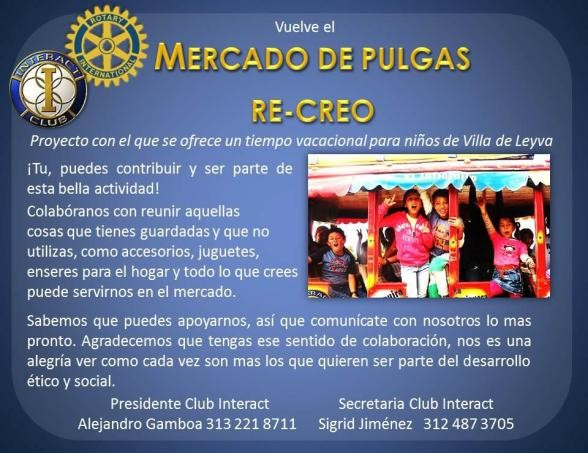 Vuelve el
MERCADO DE PULGAS
RE-CREO
ROTARY
INTERNATIONAL
INTERACT
I
CLUB
Proyecto con el que se ofrece un tiempo vacacional para niños de Villa de Leyva
¡Tu, puedes contribuir y ser parte de
esta bella actividad!
Colabóranos con reunir aquellas
cosas que tienes guardadas y que no
utilizas, como accesorios, juguetes,
enseres para el hogar y todo lo que crees
puede servirnos en el mercado.
Sabemos que puedes apoyarnos, así que comunícate con nosotros lo mas
pronto. Agradecemos que tengas ese sentido de colaboración, nos es una
alegría ver como cada vez son mas los que quieren ser parte del desarrollo
ético y social.
Presidente Club Interact
Alejandro Gamboa 313 221 8711
Secretaria Club Interact
Sigrid Jiménez 312 487 3705